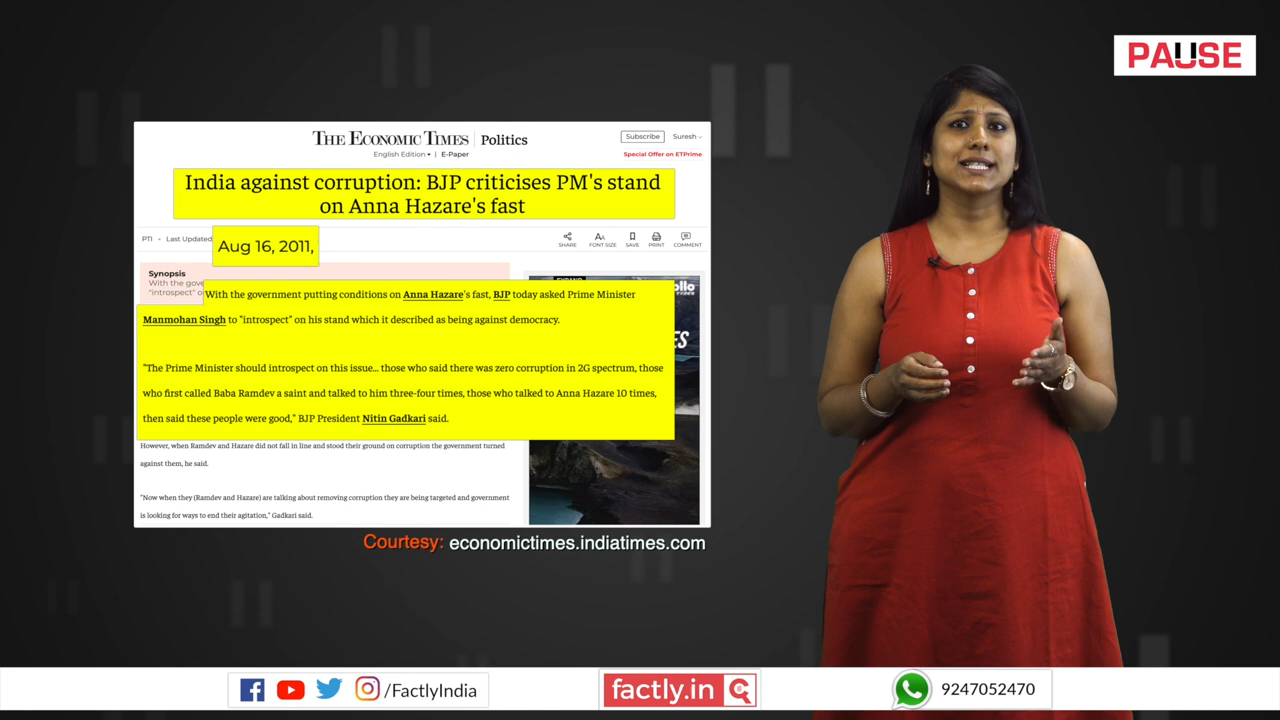 PAUSE
THE ECONOMIC TIMES | Politics
Subscribe
Suresh
English Edition | E-Paper
Special Offer on ETPrime
India against corruption: BJP criticises PM's stand
on Anna Hazare's fast
PTI • Last Updated
Aug 16, 2011,
SHARE
FONT SIZE
SAVE
PRINT
COMMENT
Synopsis
With the gove
"introspect" o
With the government putting conditions on Anna Hazare's fast, BJP today asked Prime Minister
Manmohan Singh to "introspect" on his stand which it described as being against democracy.
"The Prime Minister should introspect on this issue... those who said there was zero corruption in 2G spectrum, those
who first called Baba Ramdev a saint and talked to him three-four times, those who talked to Anna Hazare 10 times,
then said these people were good," BJP President Nitin Gadkari said.
However, when Ramdev and Hazare did not fall in line and stood their ground on corruption the government turned
against them, he said.
"Now when they (Ramdev and Hazare) are talking about removing corruption they are being targeted and government
is looking for ways to end their agitation," Gadkari said.
Courtesy: economictimes.indiatimes.com
/FactlyIndia
factly.in
9247052470